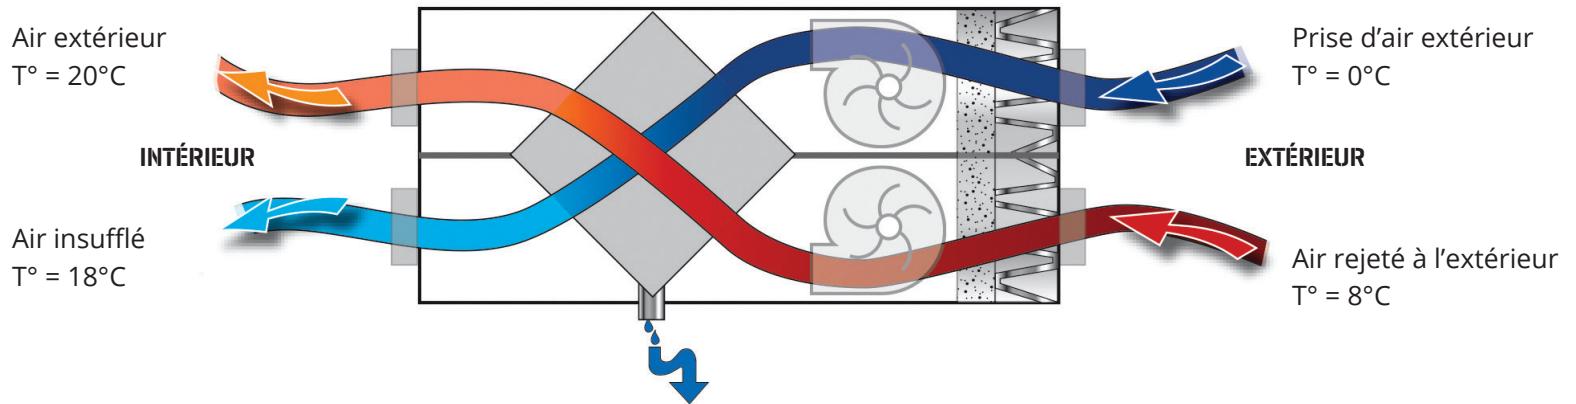 Air extérieur
T° = 20°C
Prise d’air extérieur
T° = 0°C
INTÉRIEUR
EXTÉRIEUR
Air insufflé
T° = 18°C
Air rejeté à l’extérieur
T° = 8°C